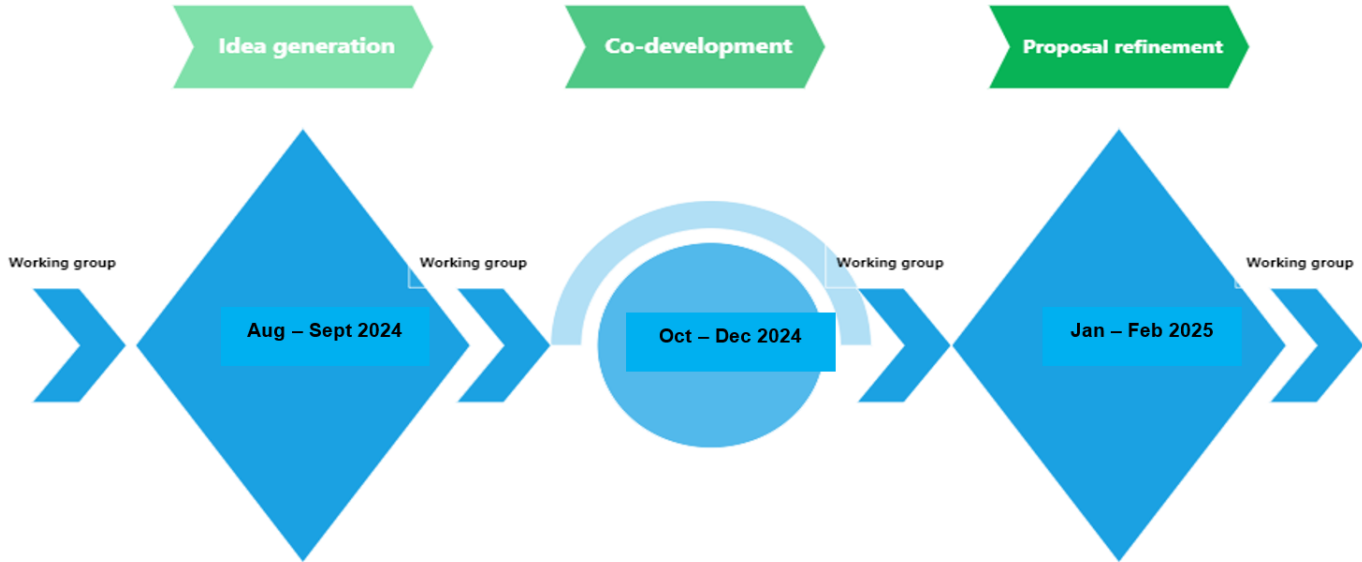 Idea generation
Co-development
Proposal refinement
Working group
Working group
Working group
Working group
Aug – Sept 2024
Oct – Dec 2024
Jan – Feb 2025